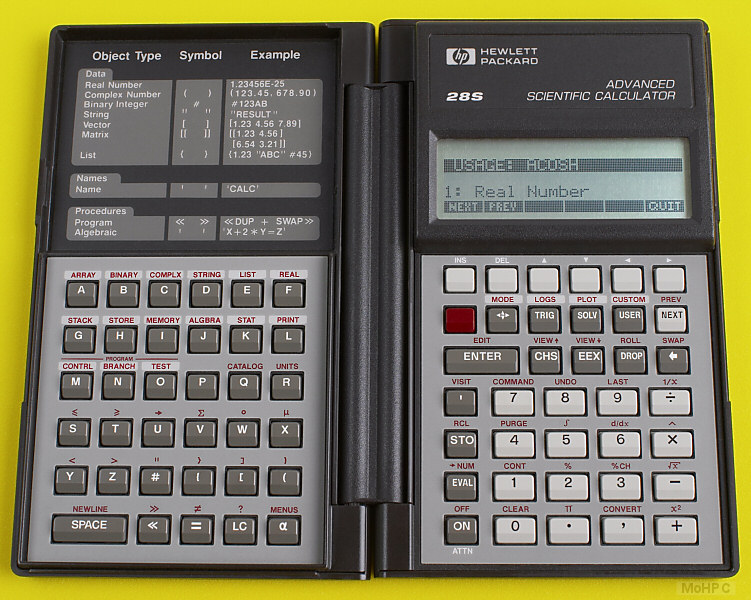 Object Type Symbol Example
Data
Real Number 1.23456E-25
Complex Number ( ) (123.45,678.90)
Binary Integer # #123AB
String " " "RESULT"
Vector [ ] [1.23 4.56 7.89]
Matrix [[ ]] [[1.23 4.56]
[6.54 3.21]]
List { } {1.23 "ABC" #45}
Names
Name ' ' 'CALC'
Procedures
Program « » «DUP + SWAP»
Algebraic ' ' 'X+2*Y=Z'
ARRAY BINARY COMPLX STRING LIST REAL
A B C D E F
STACK STORE MEMORY ALGBRA STAT PRINT
G H I J K L
PROGRAM
CONTRL BRANCH TEST CATALOG UNITS
M N O P Q R
≤ ≥ → Σ ° μ
S T U V W X
< > " ) ] }
Y Z # ( [ {
NEWLINE » ≠ ? MENUS
SPACE « = LC α
hp HEWLETT
PACKARD
28S
ADVANCED
SCIENTIFIC CALCULATOR
USAGE: ACOSH
1: Real Number
NEXT PREV QUIT
INS DEL ▲ ▼ ◄ ►
MODE LOGS PLOT CUSTOM PREV
<|> TRIG SOLV USER NEXT
EDIT VIEW↑ VIEW↓ ROLL SWAP
ENTER CHS EEX DROP ←
VISIT COMMAND UNDO LAST 1/x
' 7 8 9 ÷
RCL PURGE ∫ d/dx ^
STO 4 5 6 ×
→NUM CONT % %CH √x
EVAL 1 2 3 −
OFF CLEAR π CONVERT x²
ON 0 . , +
ATTN
MoHPC